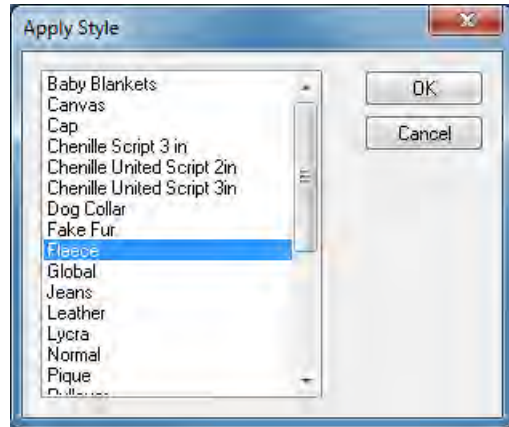 Apply Style
Baby Blankets
Canvas
Cap
Chenille Script 3 in
Chenille United Script 2in
Chenille United Script 3in
Dog Collar
Fake Fur
Fleece
Global
Jeans
Leather
Lycra
Normal
Pique
OK
Cancel